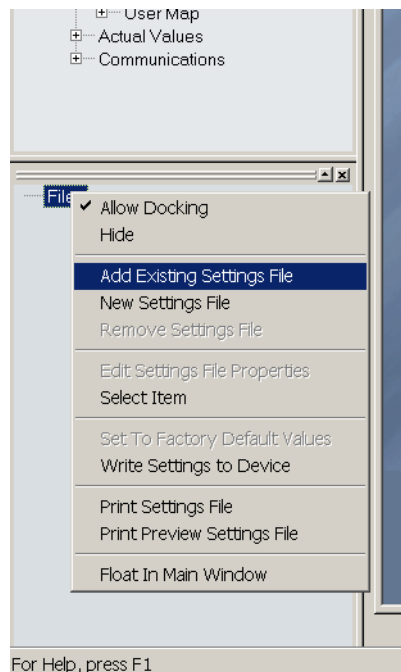 User Map
Actual Values
Communications
File
Allow Docking
Hide
Add Existing Settings File
New Settings File
Remove Settings File
Edit Settings File Properties
Select Item
Set To Factory Default Values
Write Settings to Device
Print Settings File
Print Preview Settings File
Float In Main Window
For Help, press F1